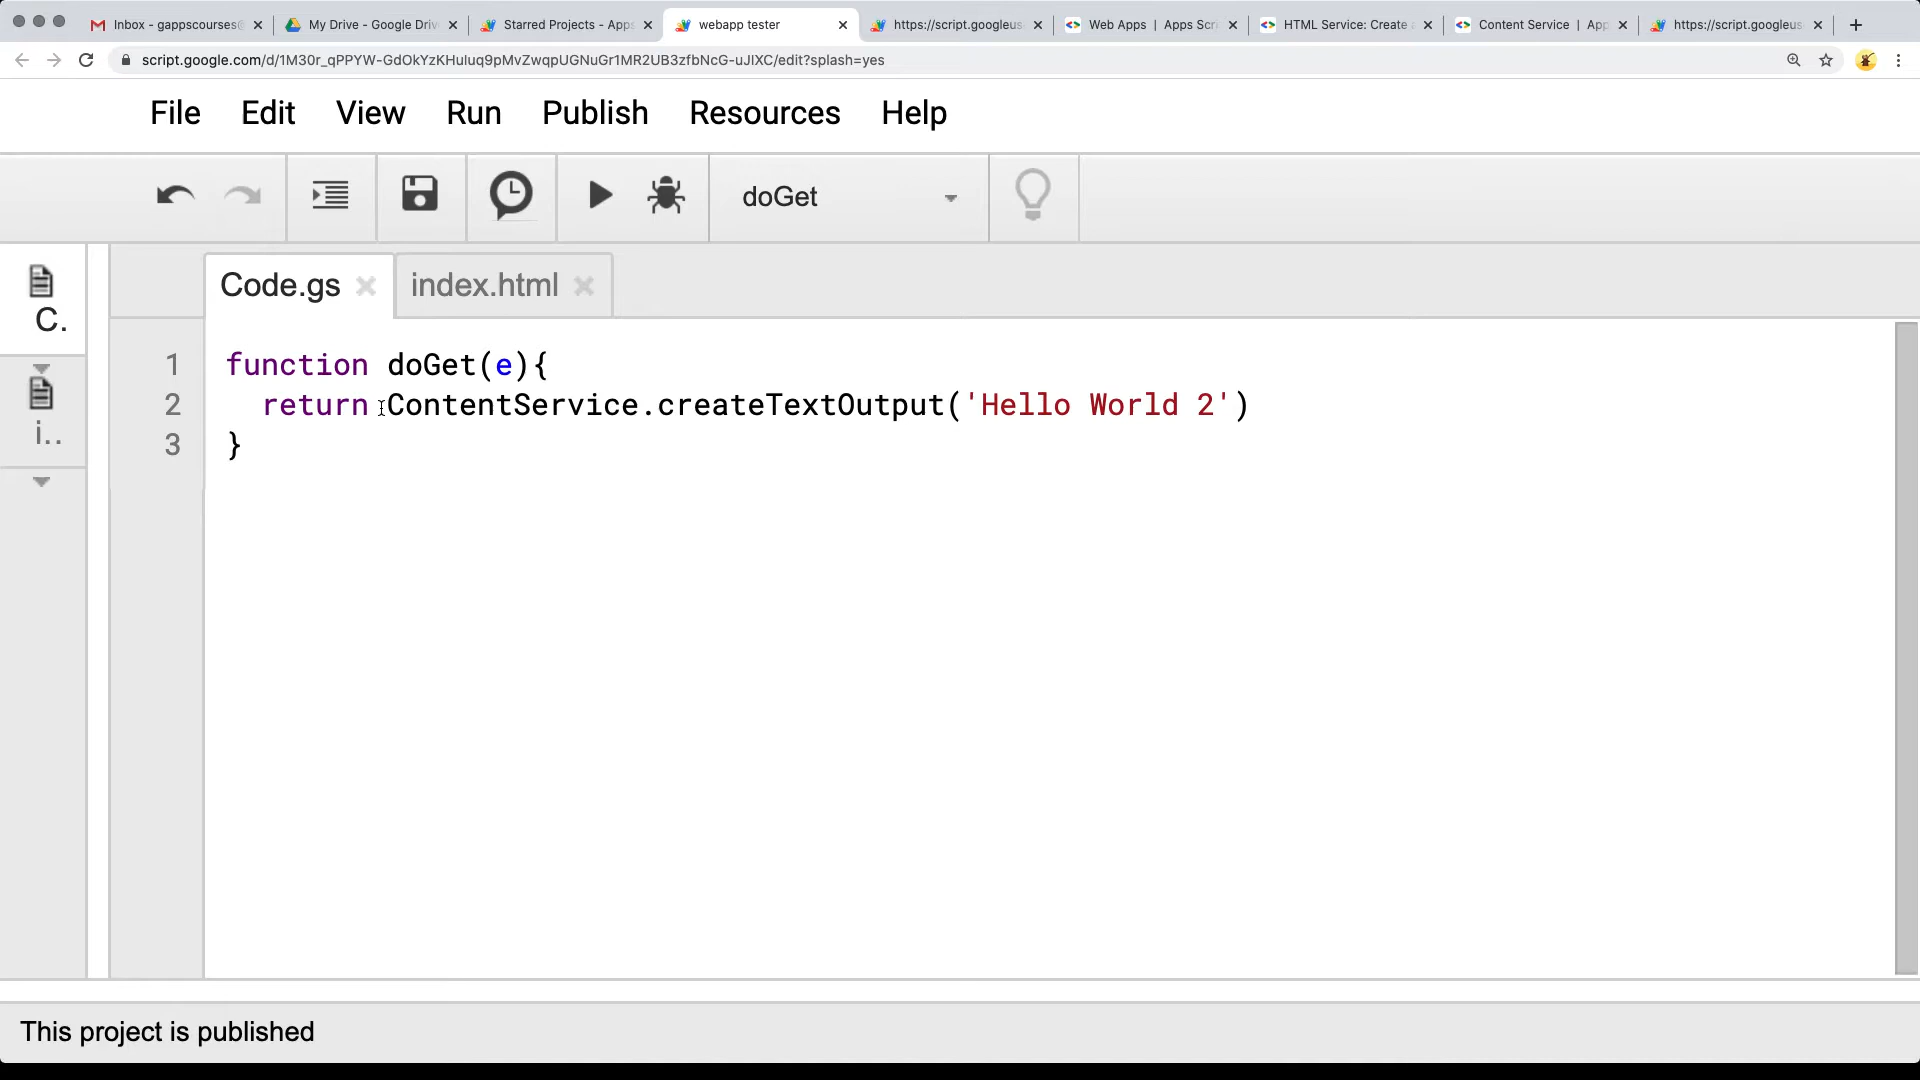 Inbox - gappscourses@ My Drive - Google Driv Starred Projects - Apps webapp tester https://script.googleus Web Apps | Apps Scri HTML Service: Create Content Service | App https://script.googleus
script.google.com/d/1M30r_qPPYW-GdOkYzKHuluq9pMvZwqpUGNuGr1MR2UB3zfbNcG-uJIXC/edit?splash=yes
File Edit View Run Publish Resources Help
doGet
Code.gs index.html
C.
i..
1 function doGet(e){
2 return ContentService.createTextOutput('Hello World 2')
3 }
This project is published